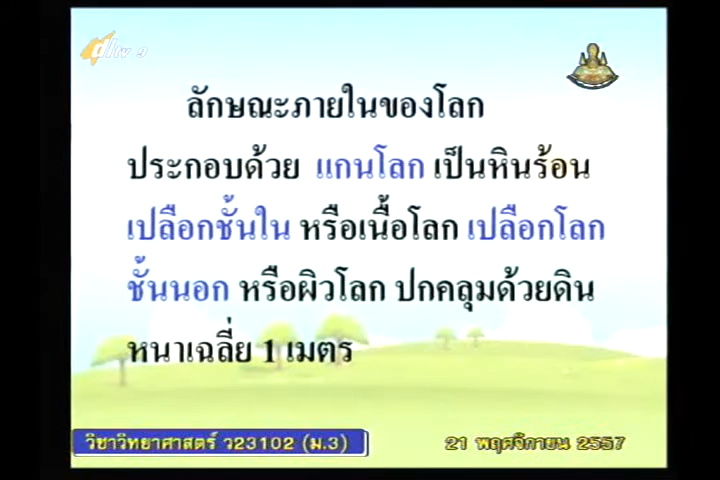 dltv 9
ลักษณะภายในของโลก
ประกอบด้วย แกนโลก เป็นหินร้อน
เปลือกชั้นใน หรือเนื้อโลก เปลือกโลก
ชั้นนอก หรือผิวโลก ปกคลุมด้วยดิน
หนาเฉลี่ย 1 เมตร
วิชาวิทยาศาสตร์ ว23102 (ม.3)
21 พฤศจิกายน 2557